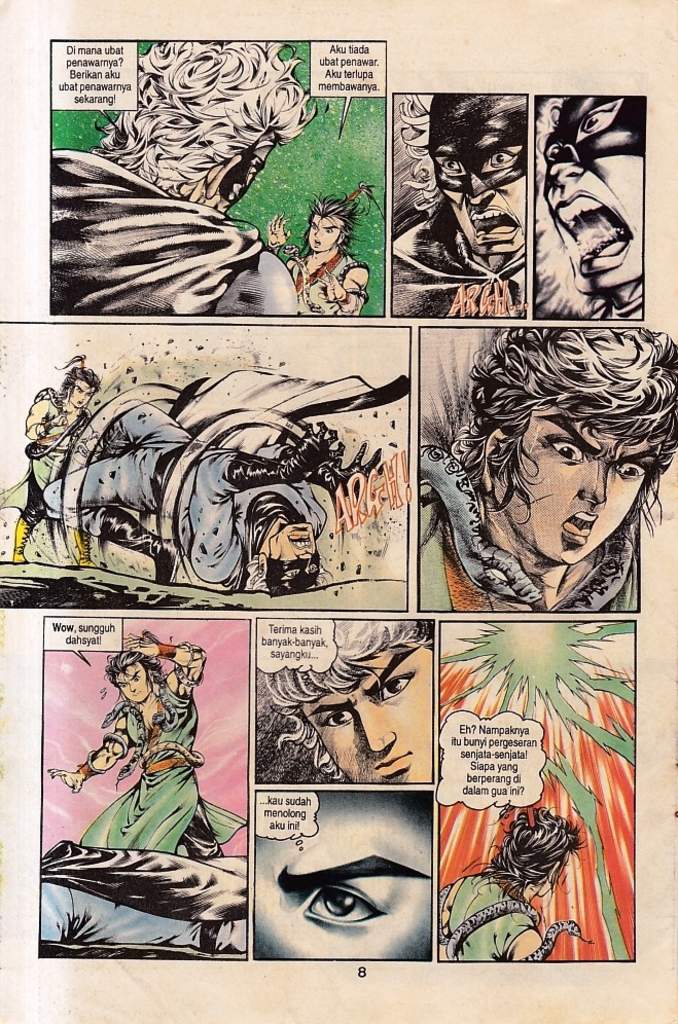 Di mana ubat
penawarnya?
Berikan aku
ubat penawarnya
sekarang!
Aku tiada
ubat penawar.
Aku terlupa
membawanya.
ARGH...
ARGH!
Wow, sungguh
dahsyat!
Terima kasih
banyak-banyak,
sayangku...
...kau sudah
menolong
aku ini!
Eh? Nampaknya
itu bunyi pergeseran
senjata-senjata!
Siapa yang
berperang di
dalam gua ini?
8